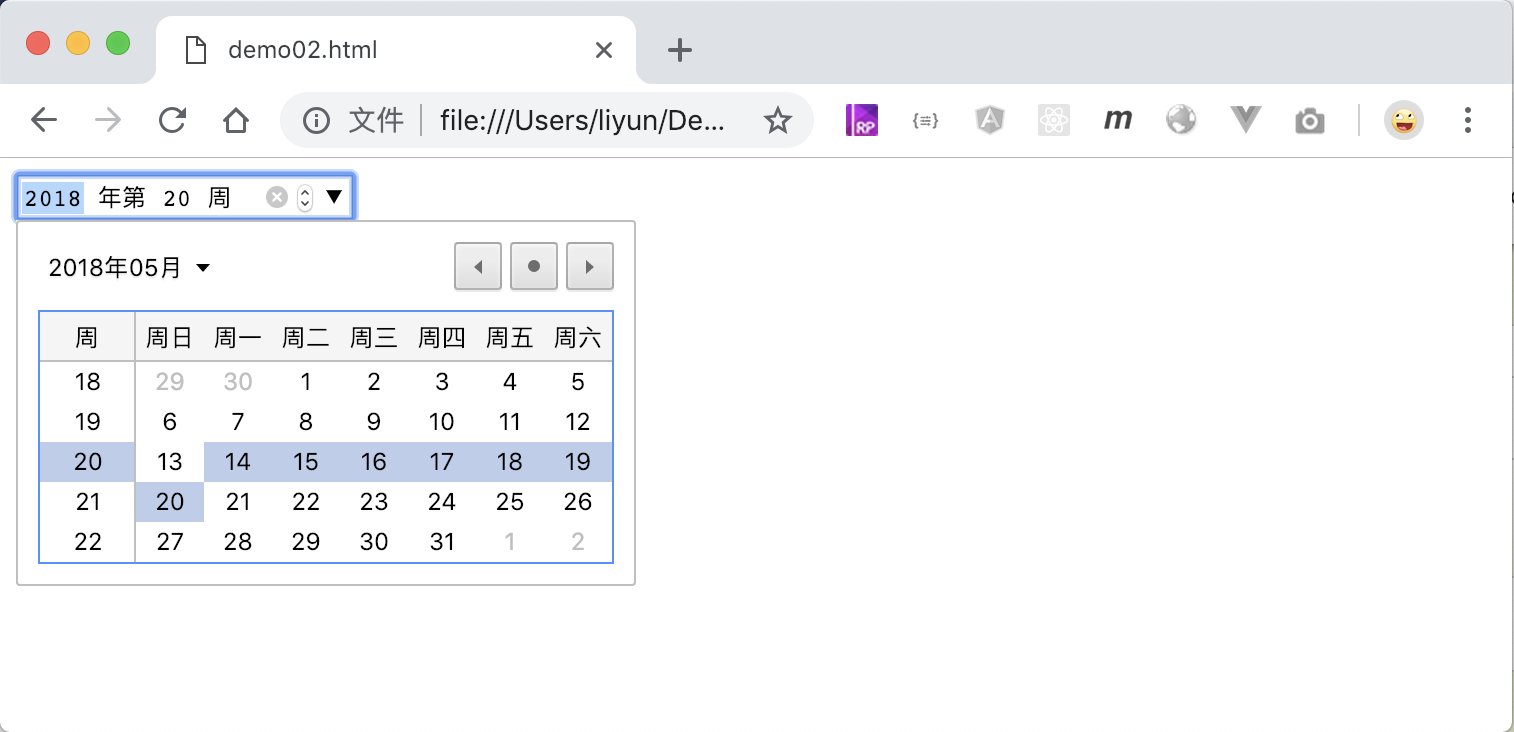 demo02.html
文件 file:///Users/liyun/De...
RP {≡} A m
2018 年第 20 周
2018年05月
周 周日 周一 周二 周三 周四 周五 周六
18 29 30 1 2 3 4 5
19 6 7 8 9 10 11 12
20 13 14 15 16 17 18 19
21 20 21 22 23 24 25 26
22 27 28 29 30 31 1 2